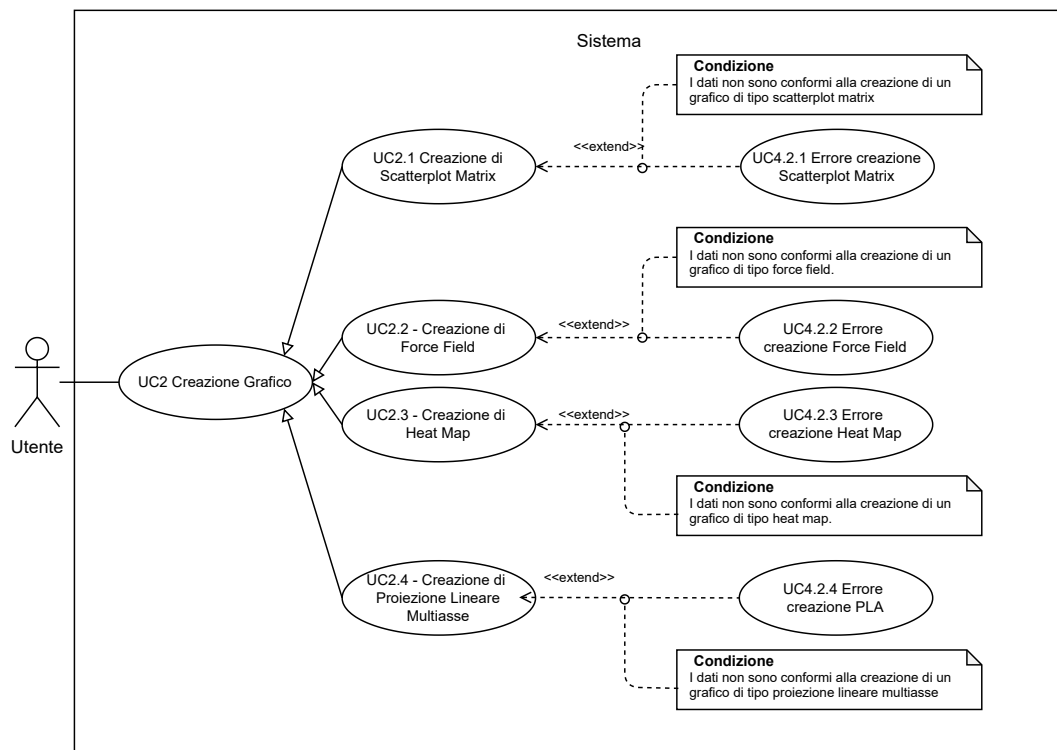 Sistema
Condizione
I dati non sono conformi alla creazione di un
grafico di tipo scatterplot matrix
UC2.1 Creazione di
Scatterplot Matrix
<<extend>>
UC4.2.1 Errore creazione
Scatterplot Matrix
Condizione
I dati non sono conformi alla creazione di un
grafico di tipo force field.
UC2.2 - Creazione di
Force Field
<<extend>>
UC4.2.2 Errore
creazione Force Field
UC2 Creazione Grafico
Utente
UC2.3 - Creazione di
Heat Map
<<extend>>
UC4.2.3 Errore
creazione Heat Map
Condizione
I dati non sono conformi alla creazione di un
grafico di tipo heat map.
UC2.4 - Creazione di
Proiezione Lineare
Multiasse
<<extend>>
UC4.2.4 Errore
creazione PLA
Condizione
I dati non sono conformi alla creazione di un
grafico di tipo proiezione lineare multiasse